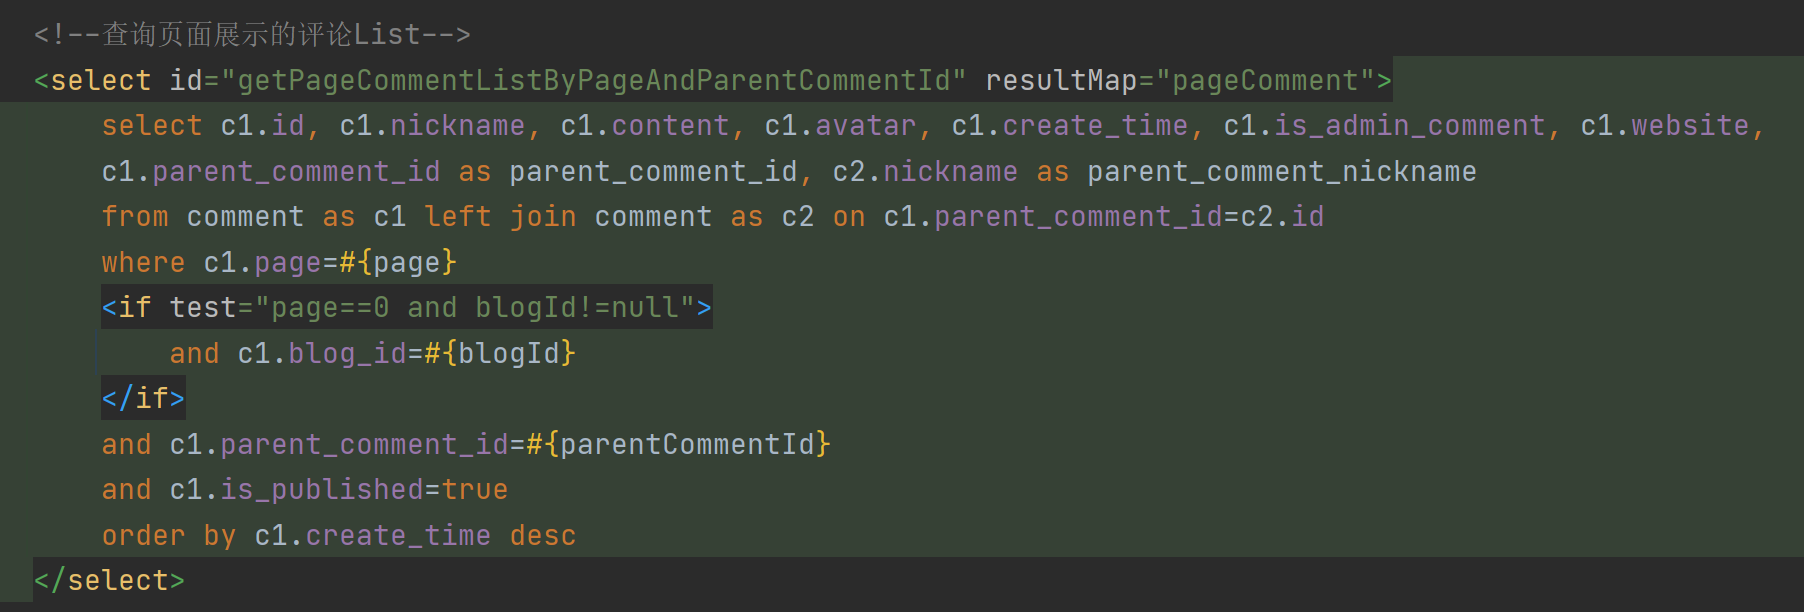 <!--查询页面展示的评论List-->
<select id="getPageCommentListByPageAndParentCommentId" resultMap="pageComment">
select c1.id, c1.nickname, c1.content, c1.avatar, c1.create_time, c1.is_admin_comment, c1.website,
c1.parent_comment_id as parent_comment_id, c2.nickname as parent_comment_nickname
from comment as c1 left join comment as c2 on c1.parent_comment_id=c2.id
where c1.page=#{page}
<if test="page==0 and blogId!=null">
and c1.blog_id=#{blogId}
</if>
and c1.parent_comment_id=#{parentCommentId}
and c1.is_published=true
order by c1.create_time desc
</select>